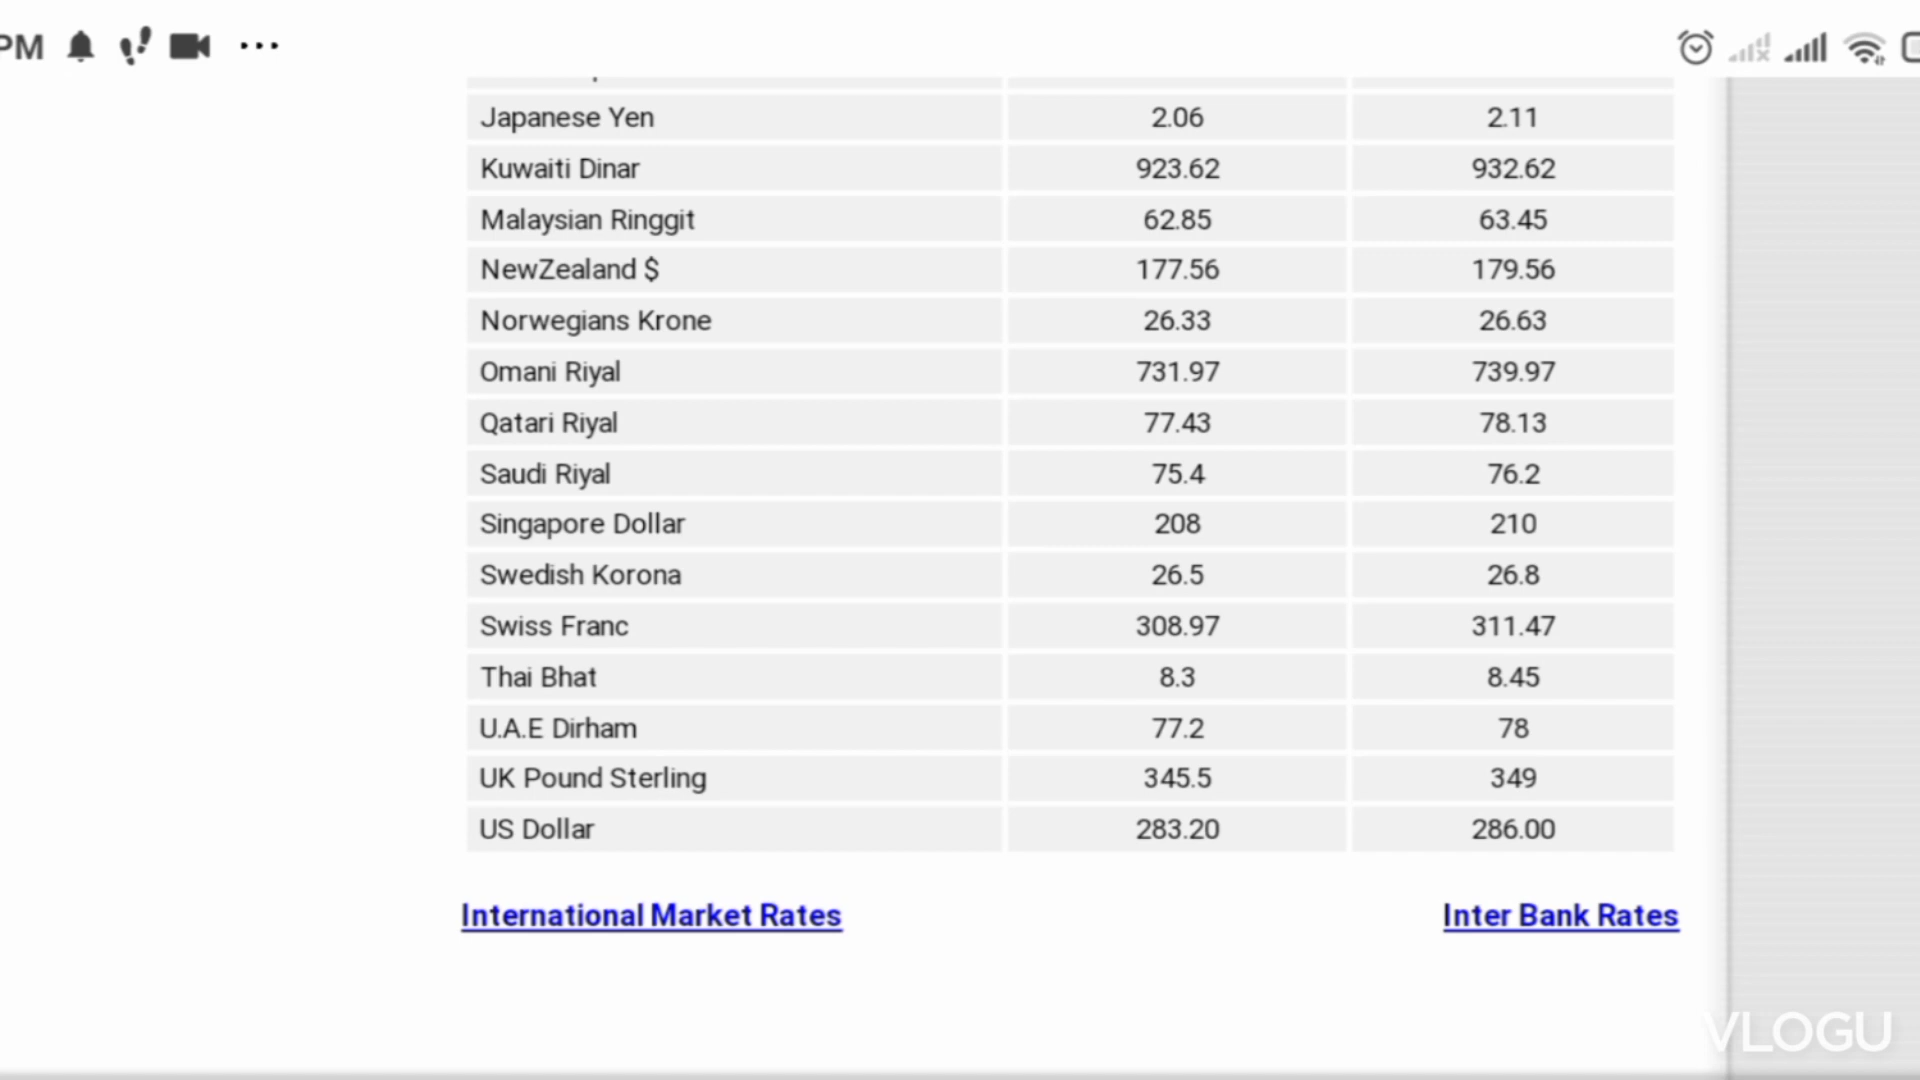 PM
Japanese Yen 2.06 2.11
Kuwaiti Dinar 923.62 932.62
Malaysian Ringgit 62.85 63.45
NewZealand $ 177.56 179.56
Norwegians Krone 26.33 26.63
Omani Riyal 731.97 739.97
Qatari Riyal 77.43 78.13
Saudi Riyal 75.4 76.2
Singapore Dollar 208 210
Swedish Korona 26.5 26.8
Swiss Franc 308.97 311.47
Thai Bhat 8.3 8.45
U.A.E Dirham 77.2 78
UK Pound Sterling 345.5 349
US Dollar 283.20 286.00
International Market Rates Inter Bank Rates
VLOGU